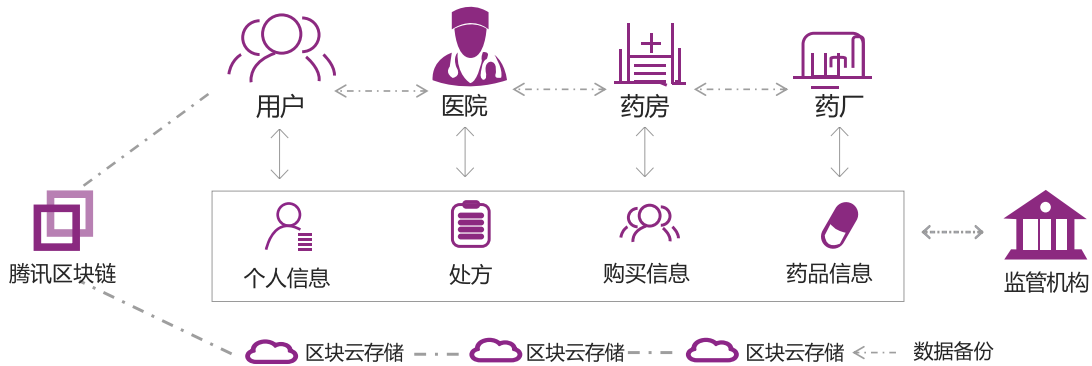 用户
医院
药房
药厂
腾讯区块链
个人信息
处方
购买信息
药品信息
监管机构
区块云存储
区块云存储
区块云存储
数据备份